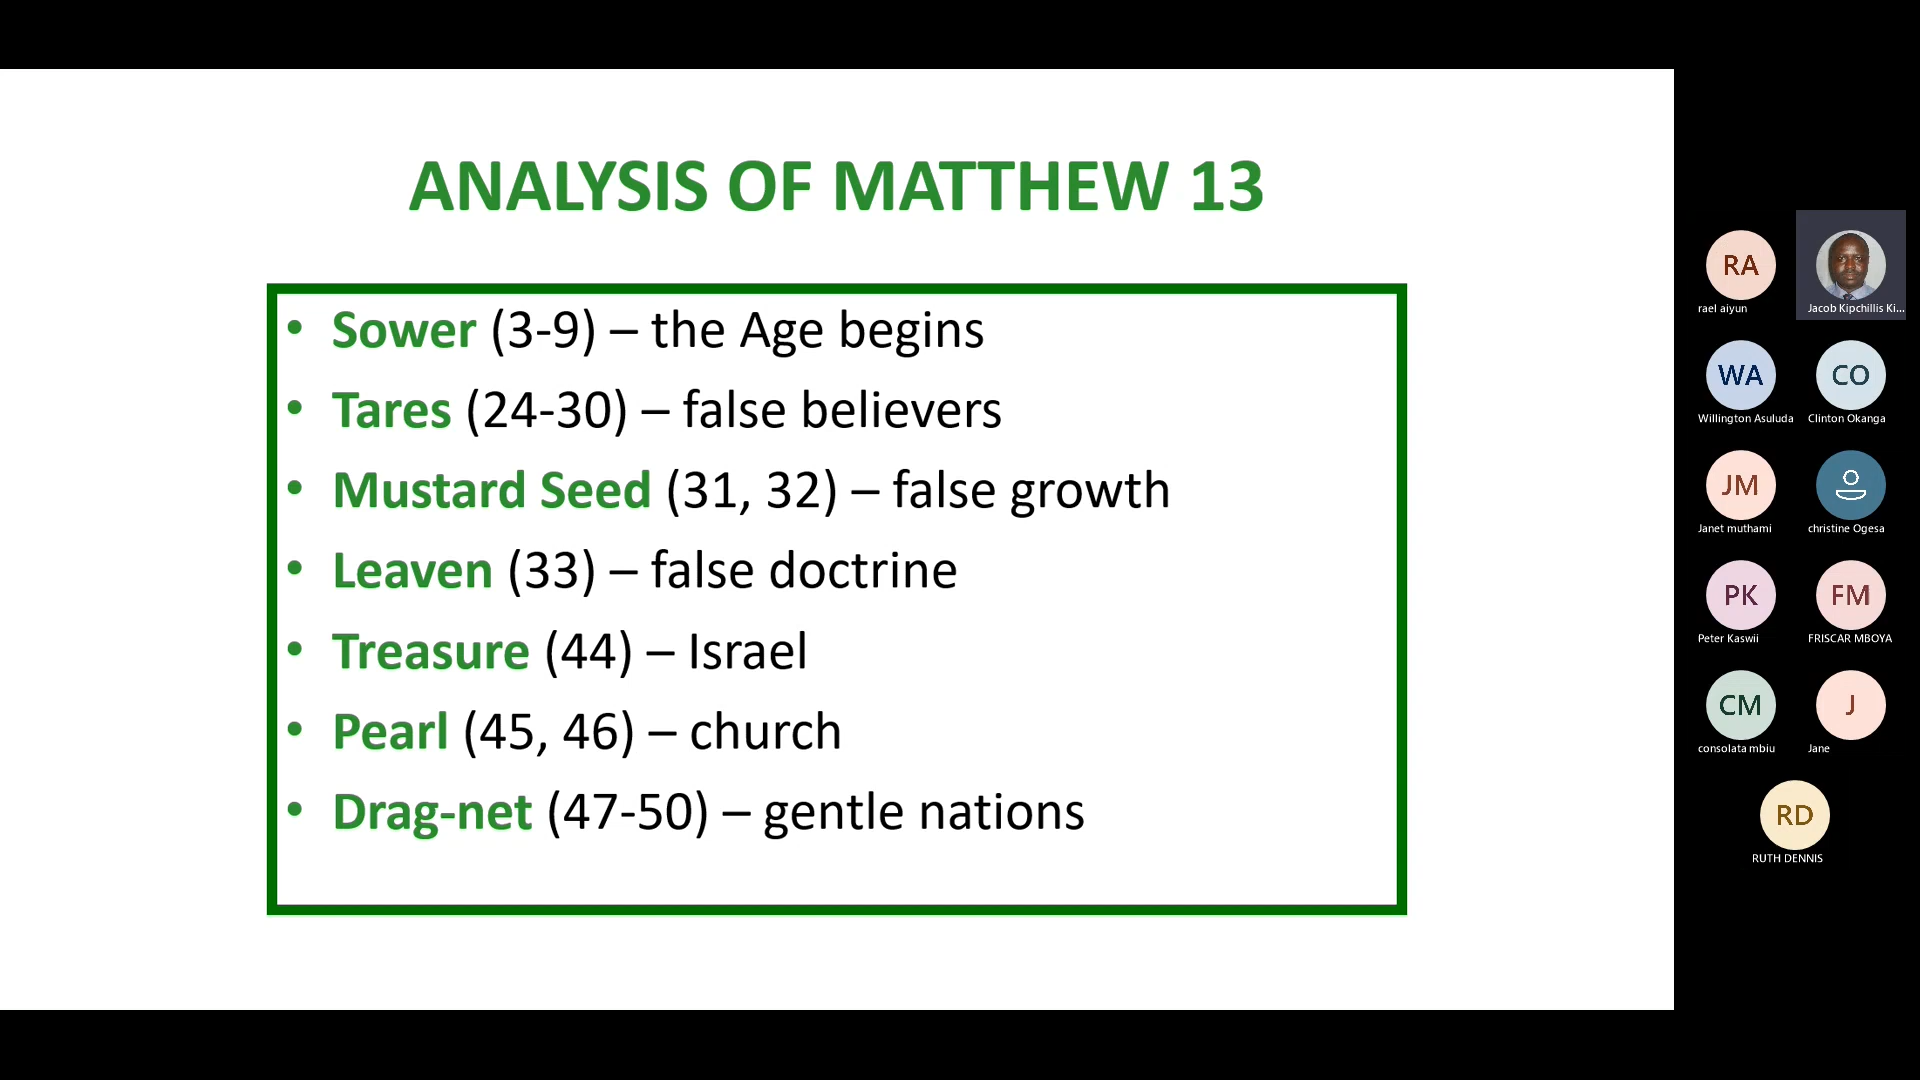 ANALYSIS OF MATTHEW 13
• Sower (3-9) – the Age begins
• Tares (24-30) – false believers
• Mustard Seed (31, 32) – false growth
• Leaven (33) – false doctrine
• Treasure (44) – Israel
• Pearl (45, 46) – church
• Drag-net (47-50) – gentle nations
RA
rael aiyun
Jacob Kipchillis Ki...
WA
Willington Asuluda
CO
Clinton Okanga
JM
Janet muthami
christine Ogesa
PK
Peter Kaswii
FM
FRISCAR MBOYA
CM
consolata mbiu
J
Jane
RD
RUTH DENNIS